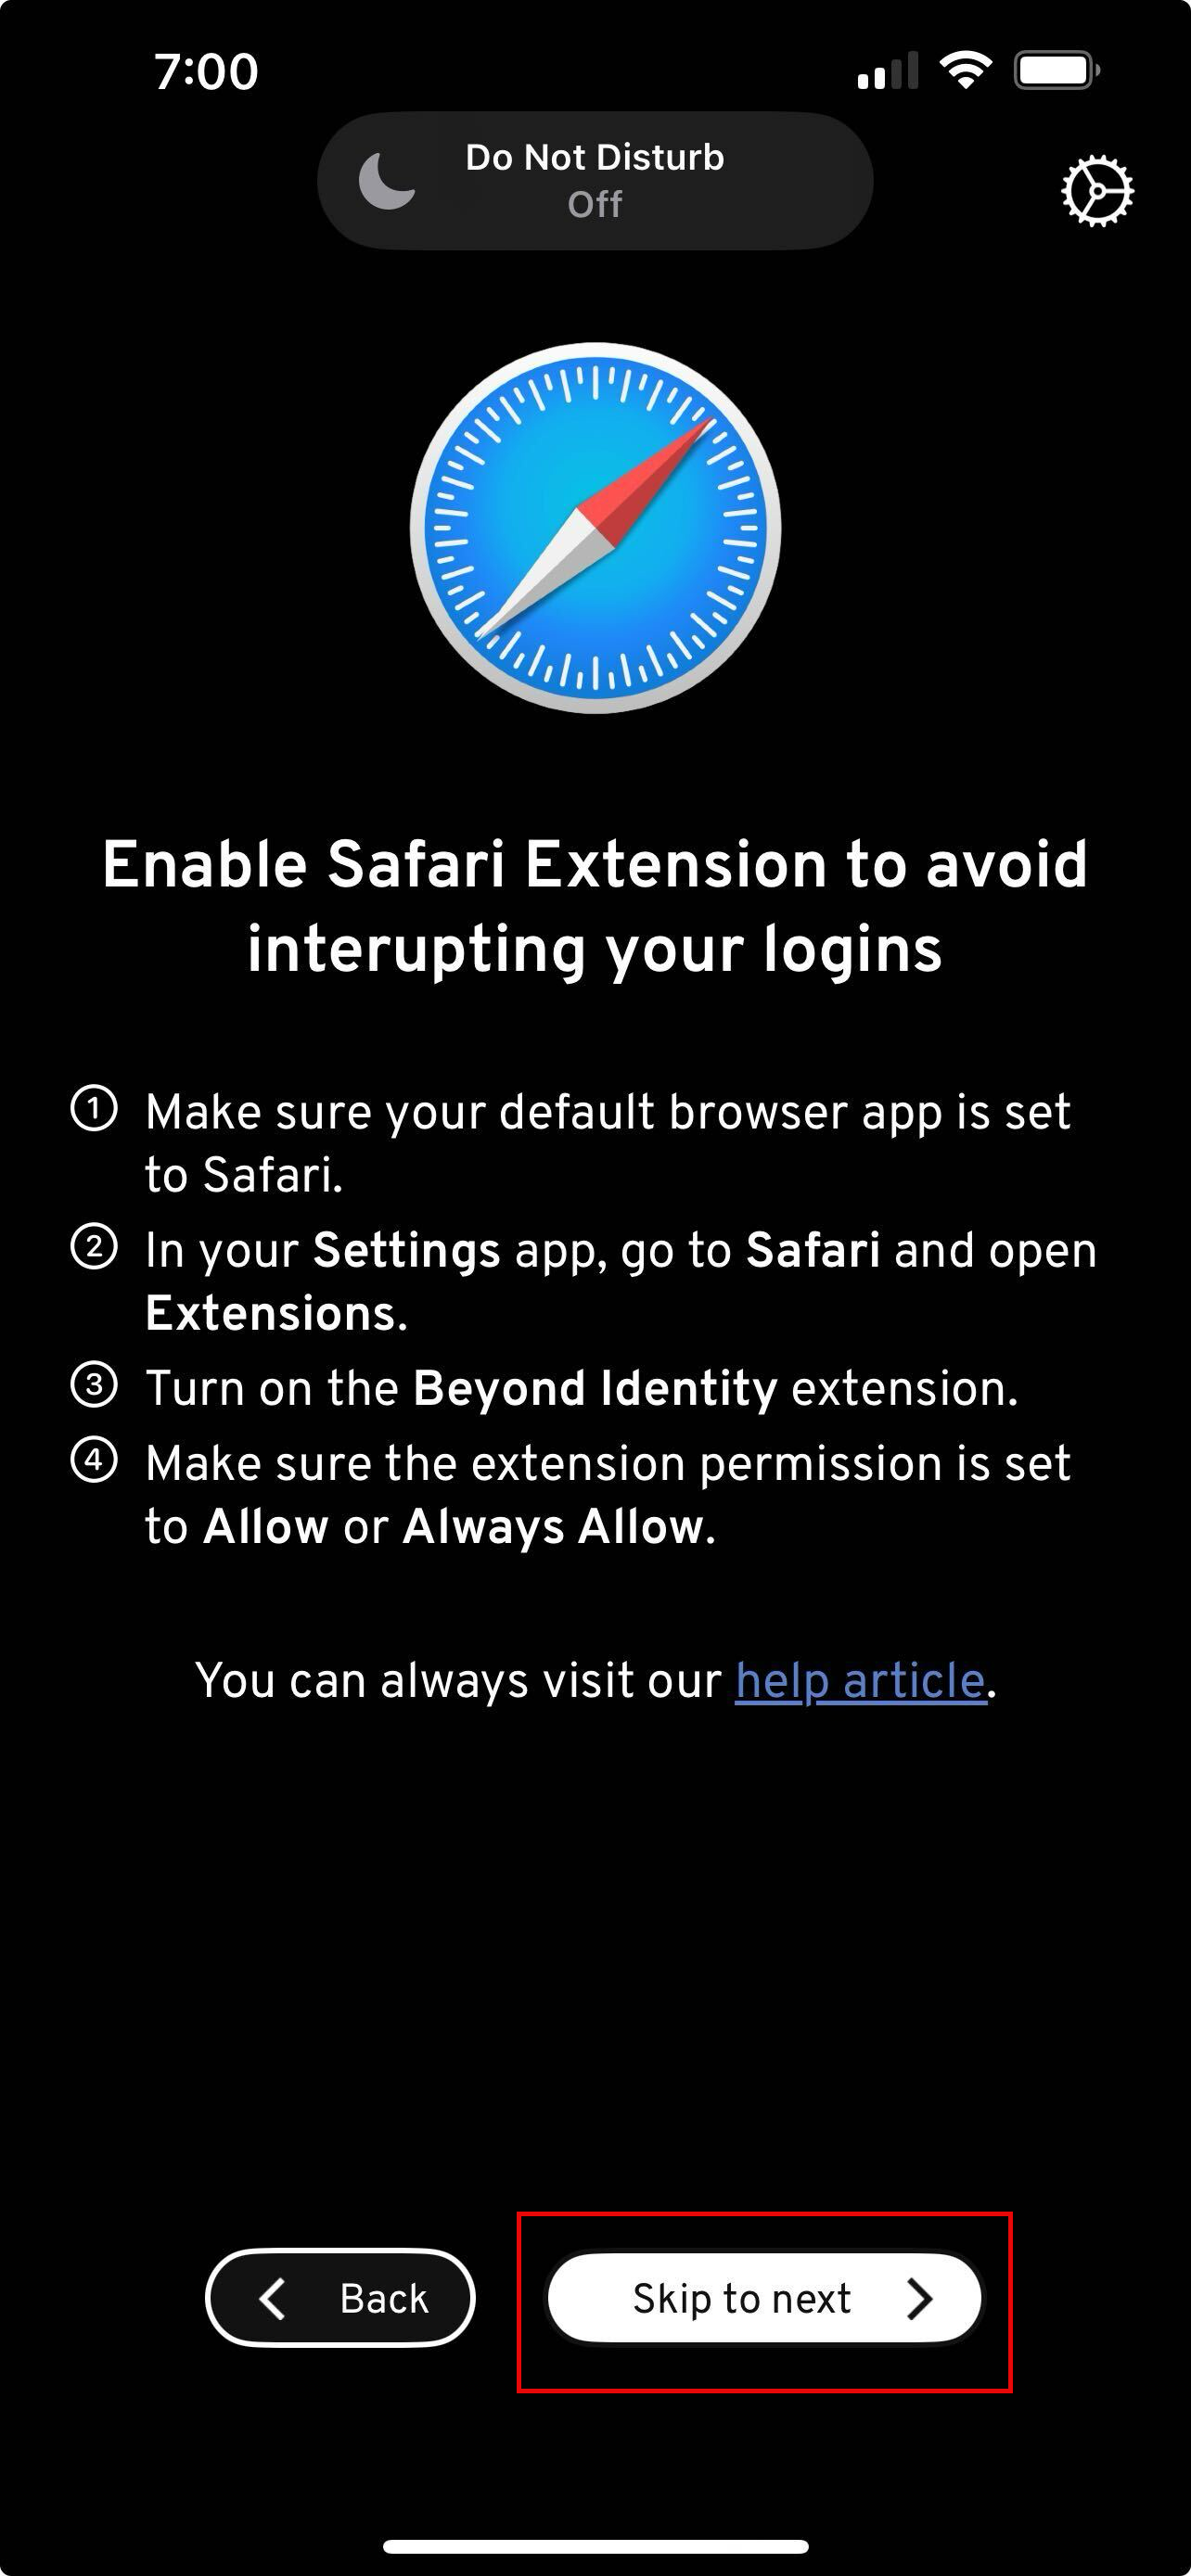 7:00
Do Not Disturb
Off
Enable Safari Extension to avoid
interupting your logins
1 Make sure your default browser app is set
to Safari.
2 In your Settings app, go to Safari and open
Extensions.
3 Turn on the Beyond Identity extension.
4 Make sure the extension permission is set
to Allow or Always Allow.
You can always visit our help article.
Back
Skip to next